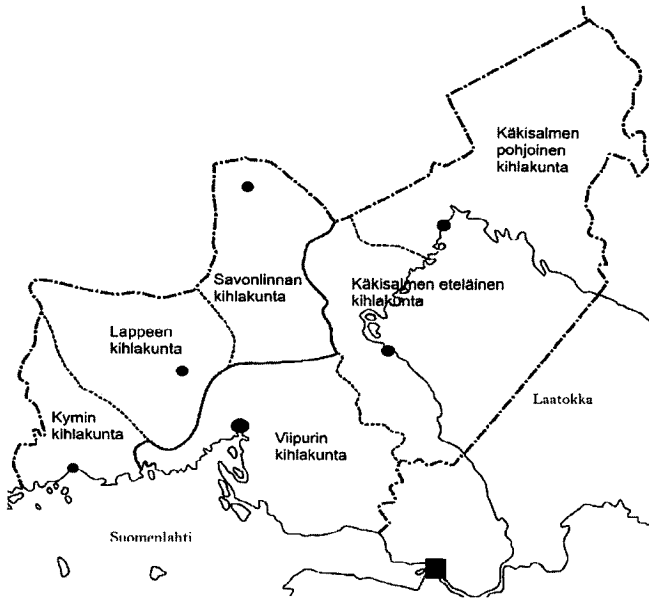 Käkisalmen
pohjoinen
kihlakunta
Savonlinnan
kihlakunta
Käkisalmen eteläinen
kihlakunta
Lappeen
kihlakunta
Laatokka
Kymin
kihlakunta
Viipurin
kihlakunta
Suomenlahti